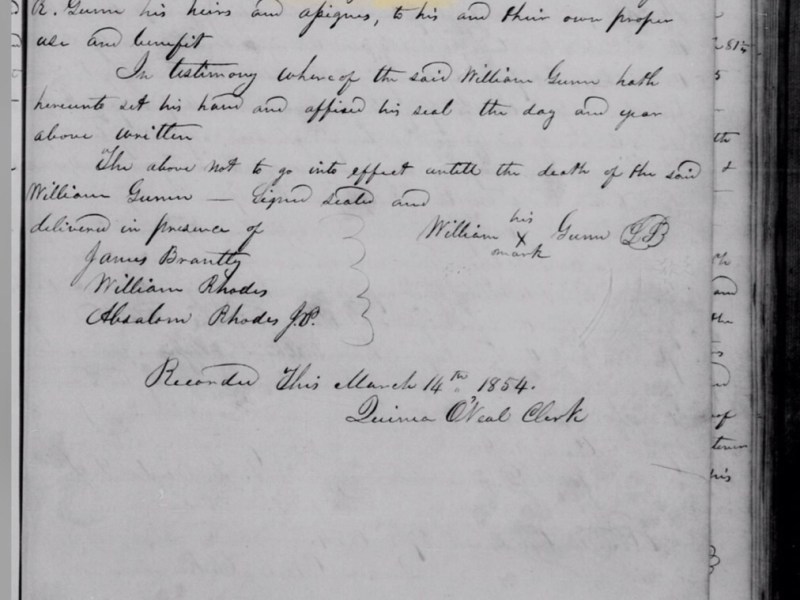 R. Gunn his heirs and assignes, to his and their own proper
use and benefit
In testimony whereof the said William Gunn hath
hereunto set his hand and affixed his seal the day and year
above written
The above not to go into effect untill the death of the said
William Gunn — Signed Sealed and
delivered in presence of
William his X mark Gunn
James Brantly
William Rhodes
Absalom Rhodes J.P.
Recorded This March 14th 1854.
O'Neal Clerk